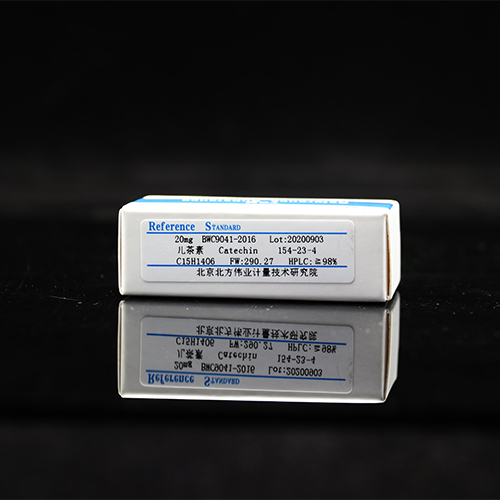 Reference Standard
20mg BWC9041-2016 Lot:20200903
儿茶素 Catechin 154-23-4
C15H14O6 FW:290.27 HPLC:≧98%
北京北方伟业计量技术研究院